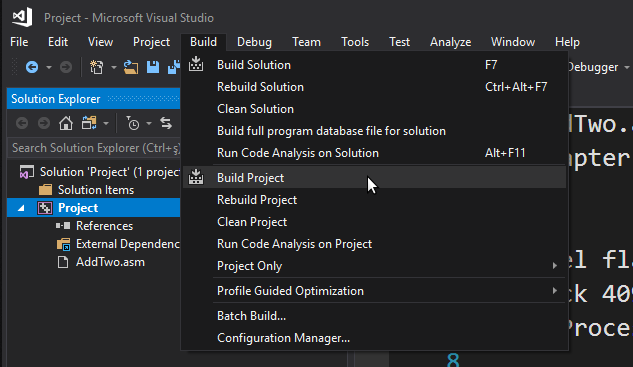 Project - Microsoft Visual Studio
File Edit View Project Build Debug Team Tools Test Analyze Window Help
Debugger
Build Solution F7
Rebuild Solution Ctrl+Alt+F7
Clean Solution
Build full program database file for solution
Run Code Analysis on Solution Alt+F11
Build Project
Rebuild Project
Clean Project
Run Code Analysis on Project
Project Only
Profile Guided Optimization
Batch Build...
Configuration Manager...
Solution Explorer
Search Solution Explorer (Ctrl+ş)
Solution 'Project' (1 project
Solution Items
Project
References
External Dependenc
AddTwo.asm
dTwo.a
apter
el fla
ck 409
Proce
8